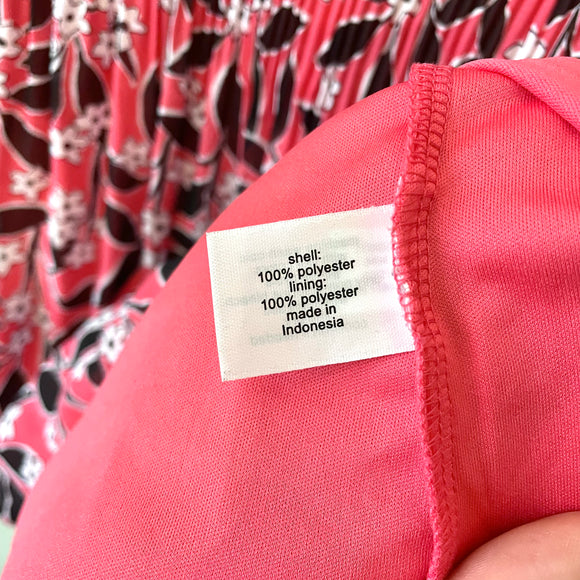 shell:
100% polyester
lining:
100% polyester
made in
Indonesia